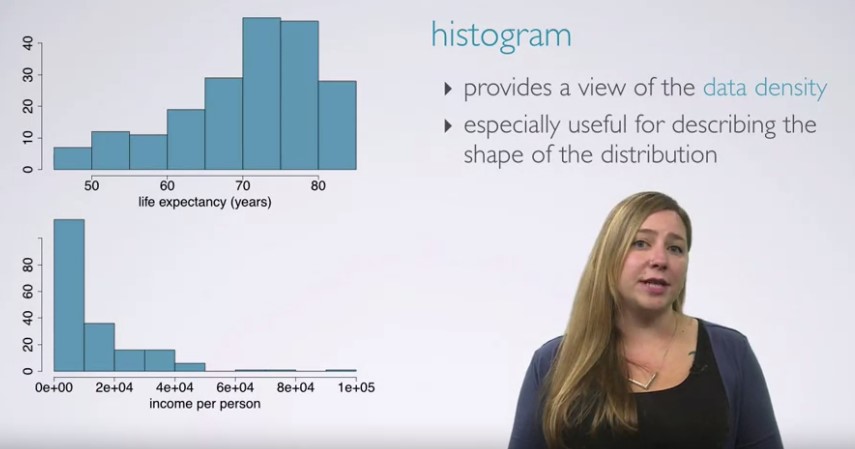 histogram
provides a view of the data density
especially useful for describing the
shape of the distribution
40
30
20
10
0
50 60 70 80
life expectancy (years)
80
60
40
20
0
0e+00 2e+04 4e+04 6e+04 8e+04 1e+05
income per person